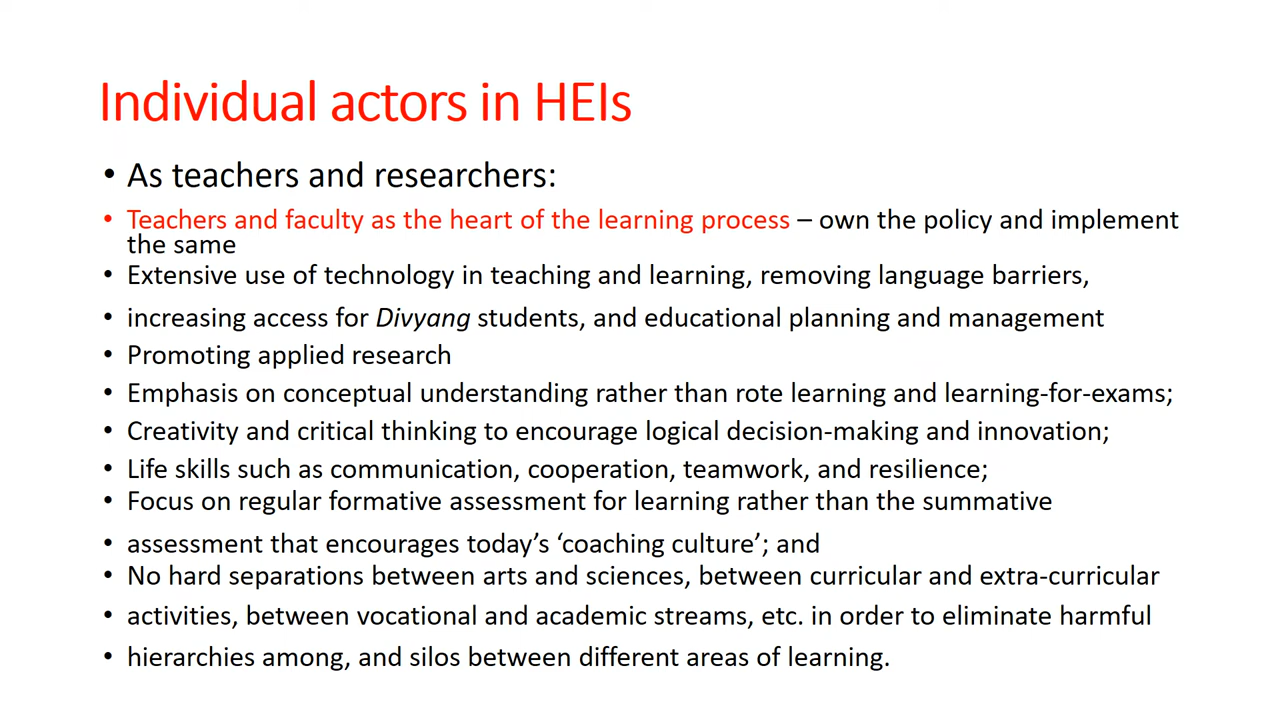 Individual actors in HEIs
• As teachers and researchers:
• Teachers and faculty as the heart of the learning process – own the policy and implement
the same
• Extensive use of technology in teaching and learning, removing language barriers,
• increasing access for Divyang students, and educational planning and management
• Promoting applied research
• Emphasis on conceptual understanding rather than rote learning and learning-for-exams;
• Creativity and critical thinking to encourage logical decision-making and innovation;
• Life skills such as communication, cooperation, teamwork, and resilience;
• Focus on regular formative assessment for learning rather than the summative
• assessment that encourages today’s ‘coaching culture’; and
• No hard separations between arts and sciences, between curricular and extra-curricular
• activities, between vocational and academic streams, etc. in order to eliminate harmful
• hierarchies among, and silos between different areas of learning.